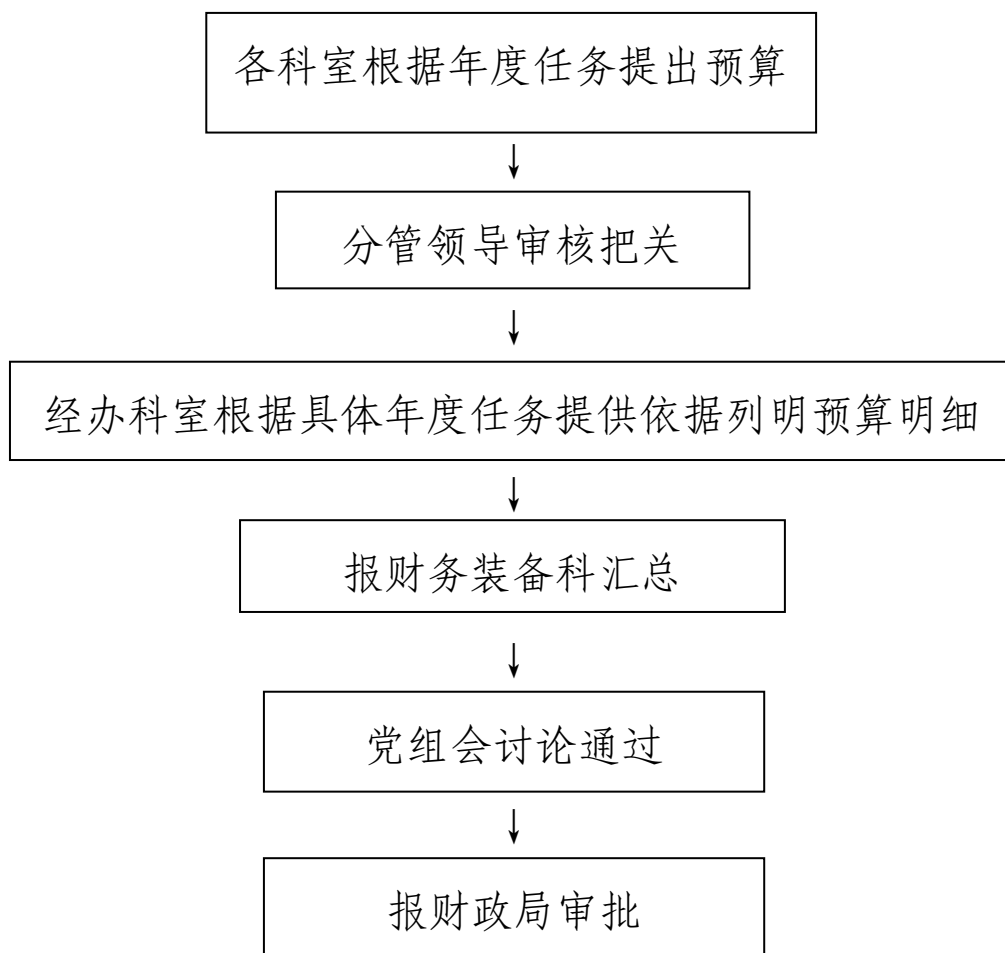 各科室根据年度任务提出预算
分管领导审核把关
经办科室根据具体年度任务提供依据列明预算明细
报财务装备科汇总
党组会讨论通过
报财政局审批